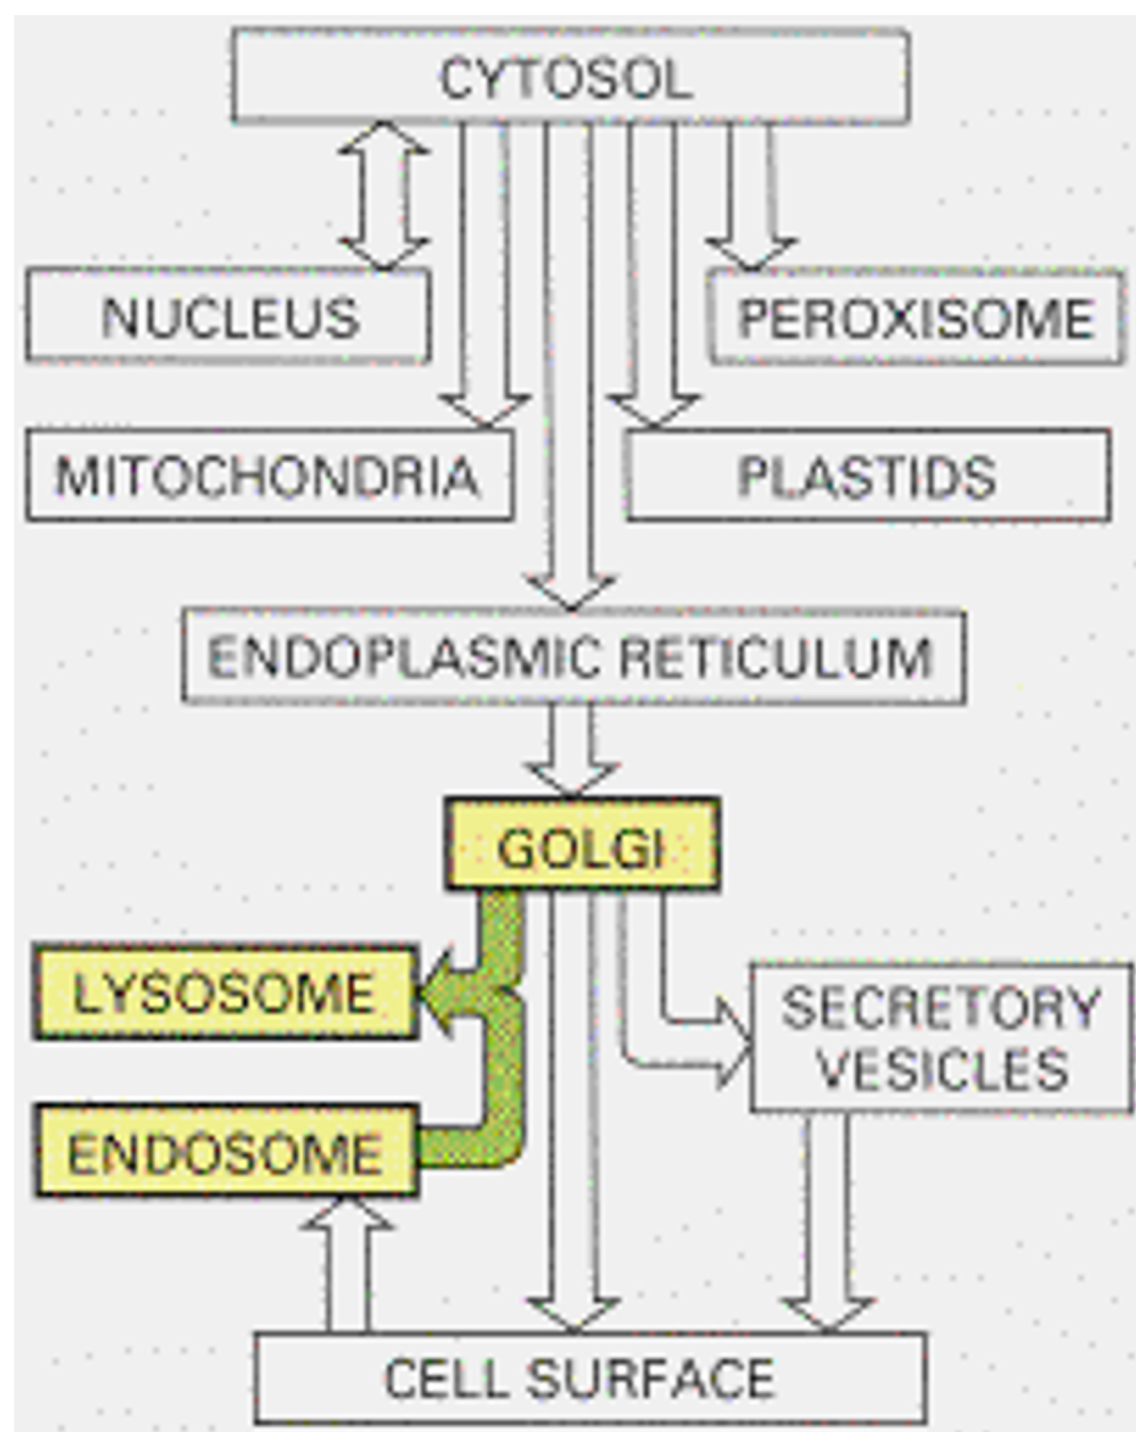 CYTOSOL
NUCLEUS
PEROXISOME
MITOCHONDRIA
PLASTIDS
ENDOPLASMIC RETICULUM
GOLGI
LYSOSOME
SECRETORY
VESICLES
ENDOSOME
CELL SURFACE